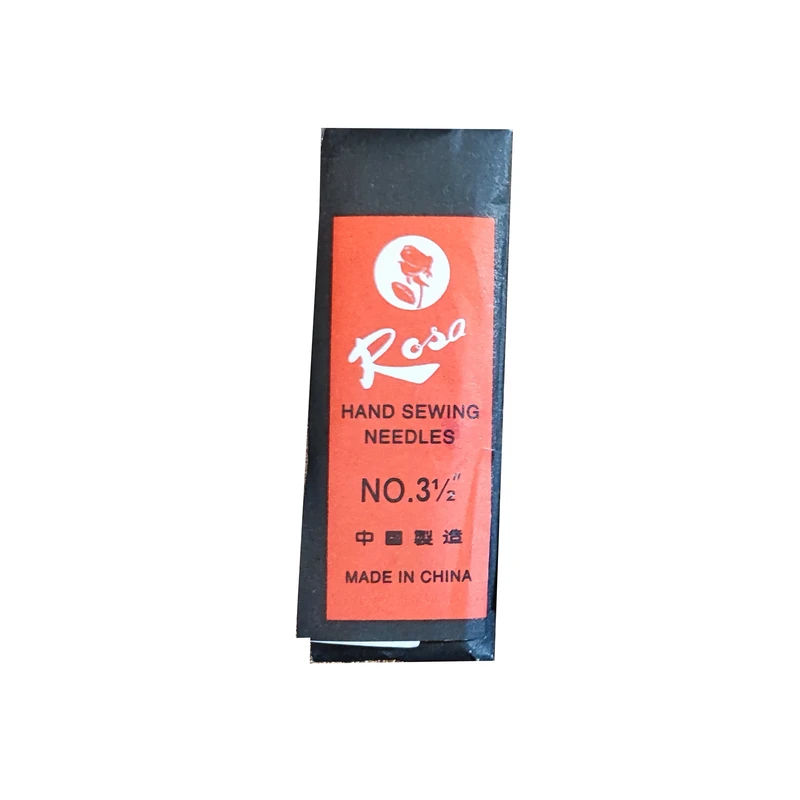 Rosa
HAND SEWING
NEEDLES
NO.3½"
中國製造
MADE IN CHINA